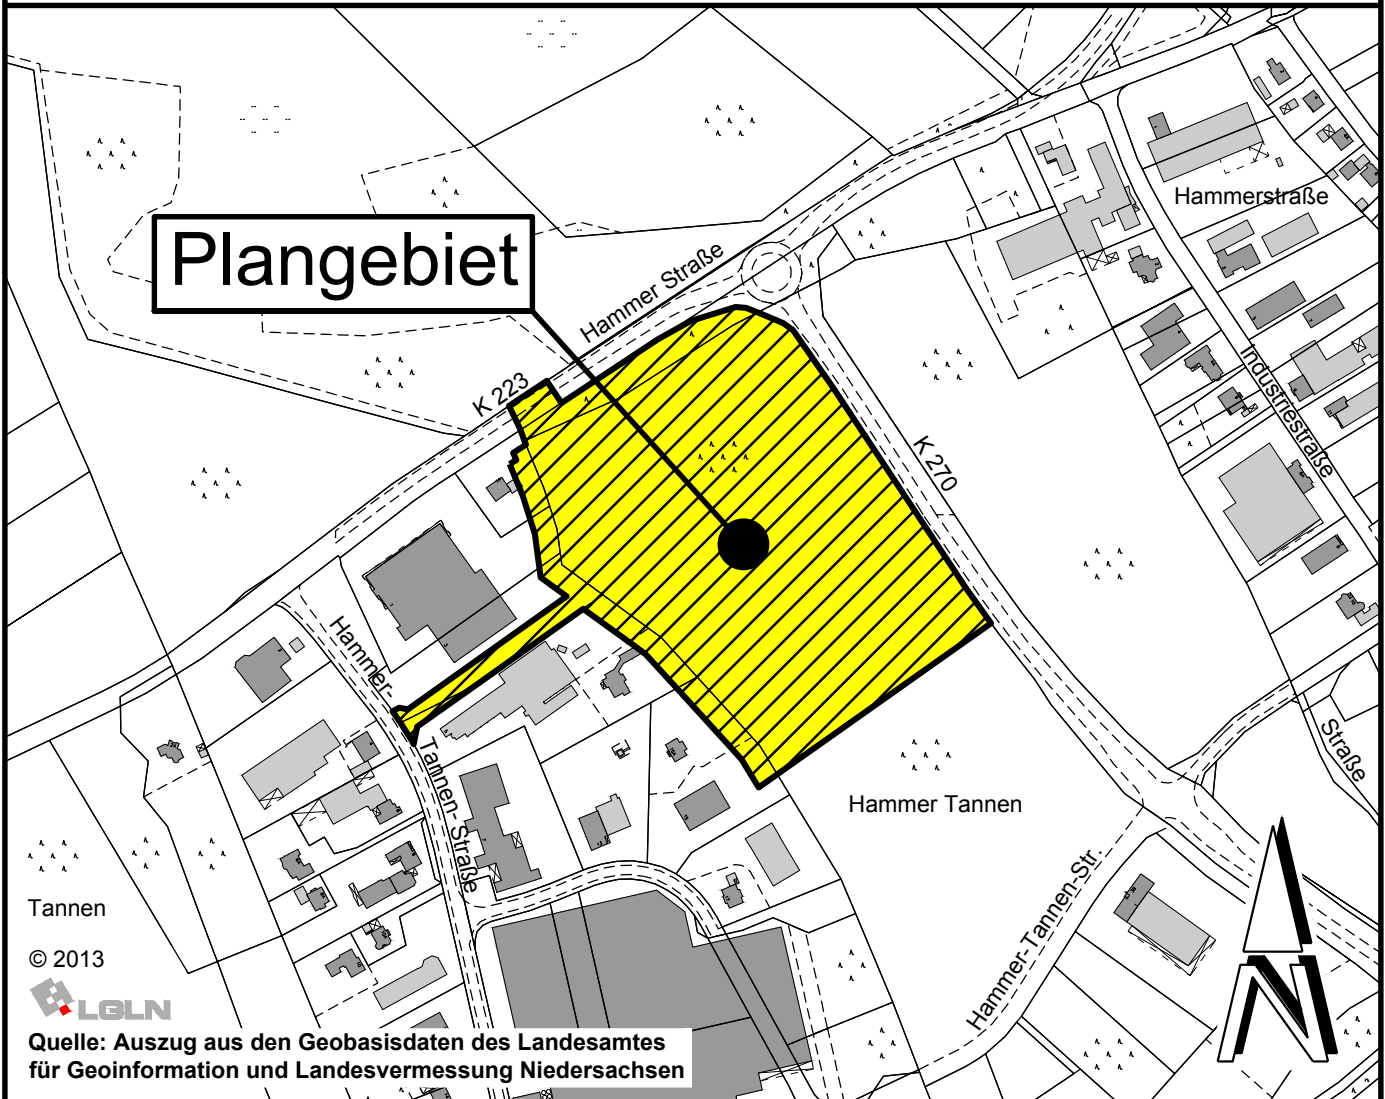 Plangebiet
Hammerstraße
Hammer Straße
K 223
K 270
Industriestraße
Hammer-
Tannen- Straße
Straße
Hammer Tannen
Hammer-Tannen-Str.
Tannen
© 2013
LGLN
N
Quelle: Auszug aus den Geobasisdaten des Landesamtes
für Geoinformation und Landesvermessung Niedersachsen